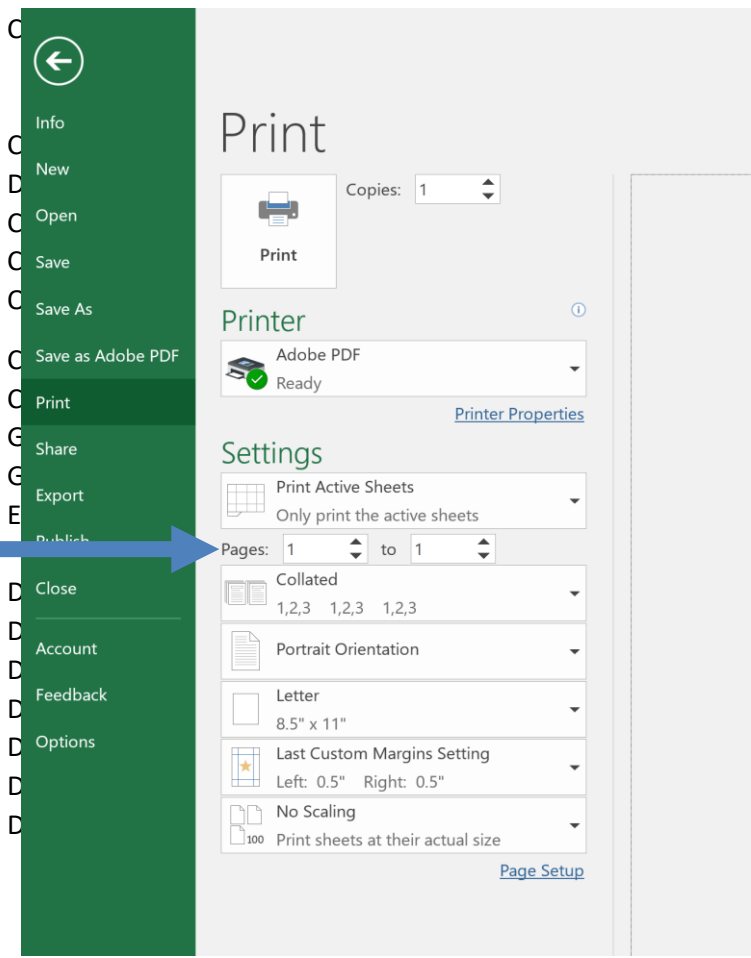 C
C
D
C
C
C
C
C
G
G
E
D
D
D
D
D
D
D
Info
New
Open
Save
Save As
Save as Adobe PDF
Print
Share
Export
Publish
Close
Account
Feedback
Options
Print
Copies: 1
Print
Printer
Adobe PDF
Ready
Printer Properties
Settings
Print Active Sheets
Only print the active sheets
Pages: 1 to 1
Collated
1,2,3 1,2,3 1,2,3
Portrait Orientation
Letter
8.5" x 11"
Last Custom Margins Setting
Left: 0.5" Right: 0.5"
No Scaling
100 Print sheets at their actual size
Page Setup